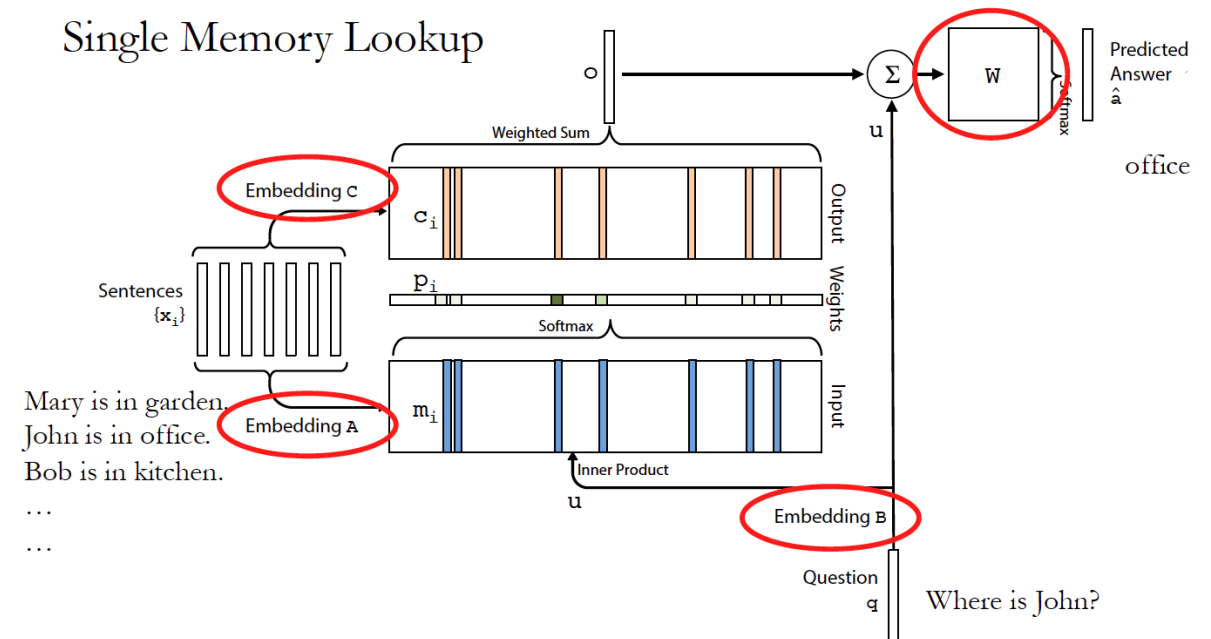 Single Memory Lookup
o
Σ
W
Softmax
Predicted
Answer
â
u
office
Weighted Sum
Embedding C
c_i
Output
Sentences
{x_i}
p_i
Weights
Softmax
Mary is in garden.
John is in office.
Bob is in kitchen.
…
…
Embedding A
m_i
Input
Inner Product
u
Embedding B
Question
q
Where is John?